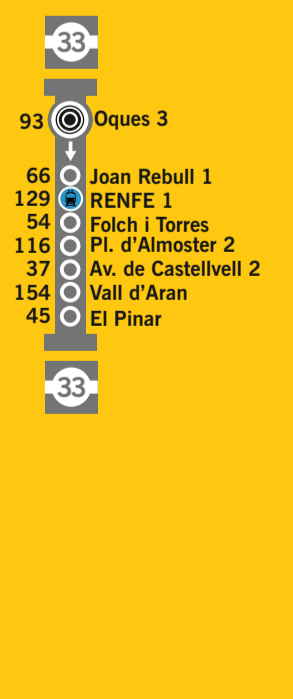 33
93 Oques 3
66 Joan Rebull 1
129 RENFE 1
54 Folch i Torres
116 Pl. d'Almoster 2
37 Av. de Castellvell 2
154 Vall d'Aran
45 El Pinar
33